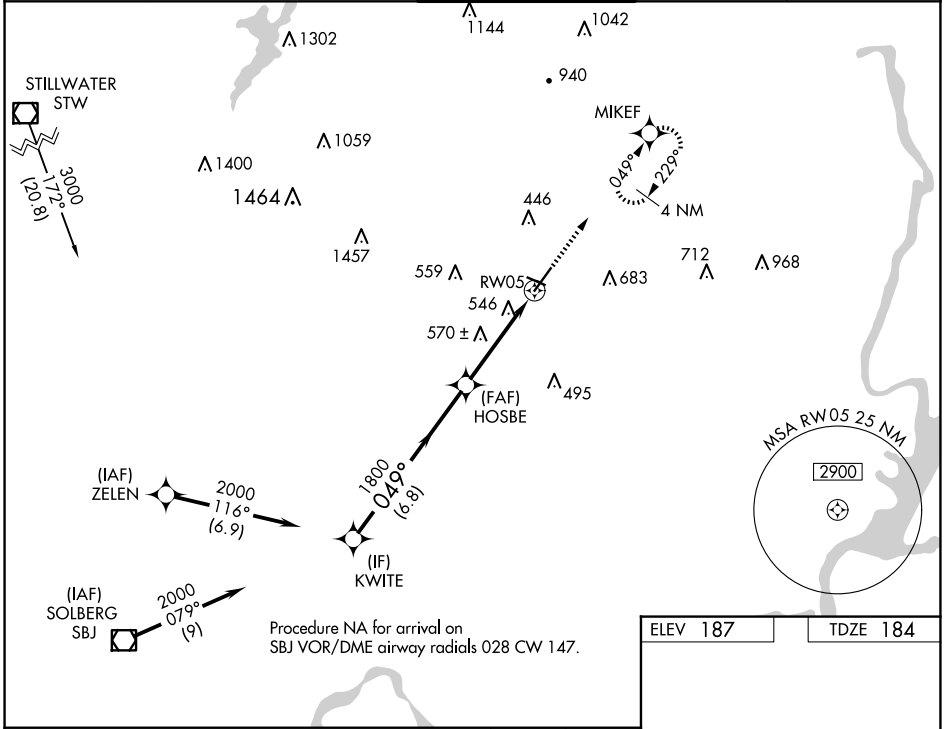 1144
1042
1302
940
STILLWATER
STW
MIKEF
1059
1400
049°
229°
3000
172°
(20.8)
1464
446
4 NM
1457
559
RW05
683
712
968
546
570 ±
(FAF)
HOSBE
495
MSA RW05 25 NM
2900
(IAF)
ZELEN
2000
116°
(6.9)
1800
049°
(6.8)
(IF)
KWITE
(IAF)
SOLBERG
SBJ
2000
079°
(9)
Procedure NA for arrival on
SBJ VOR/DME airway radials 028 CW 147.
ELEV 187
TDZE 184